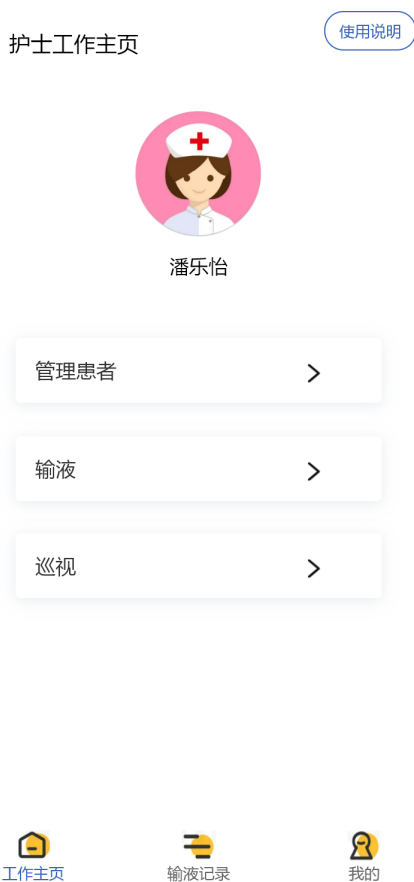 护士工作主页
使用说明
潘乐怡
管理患者
输液
巡视
工作主页
输液记录
我的